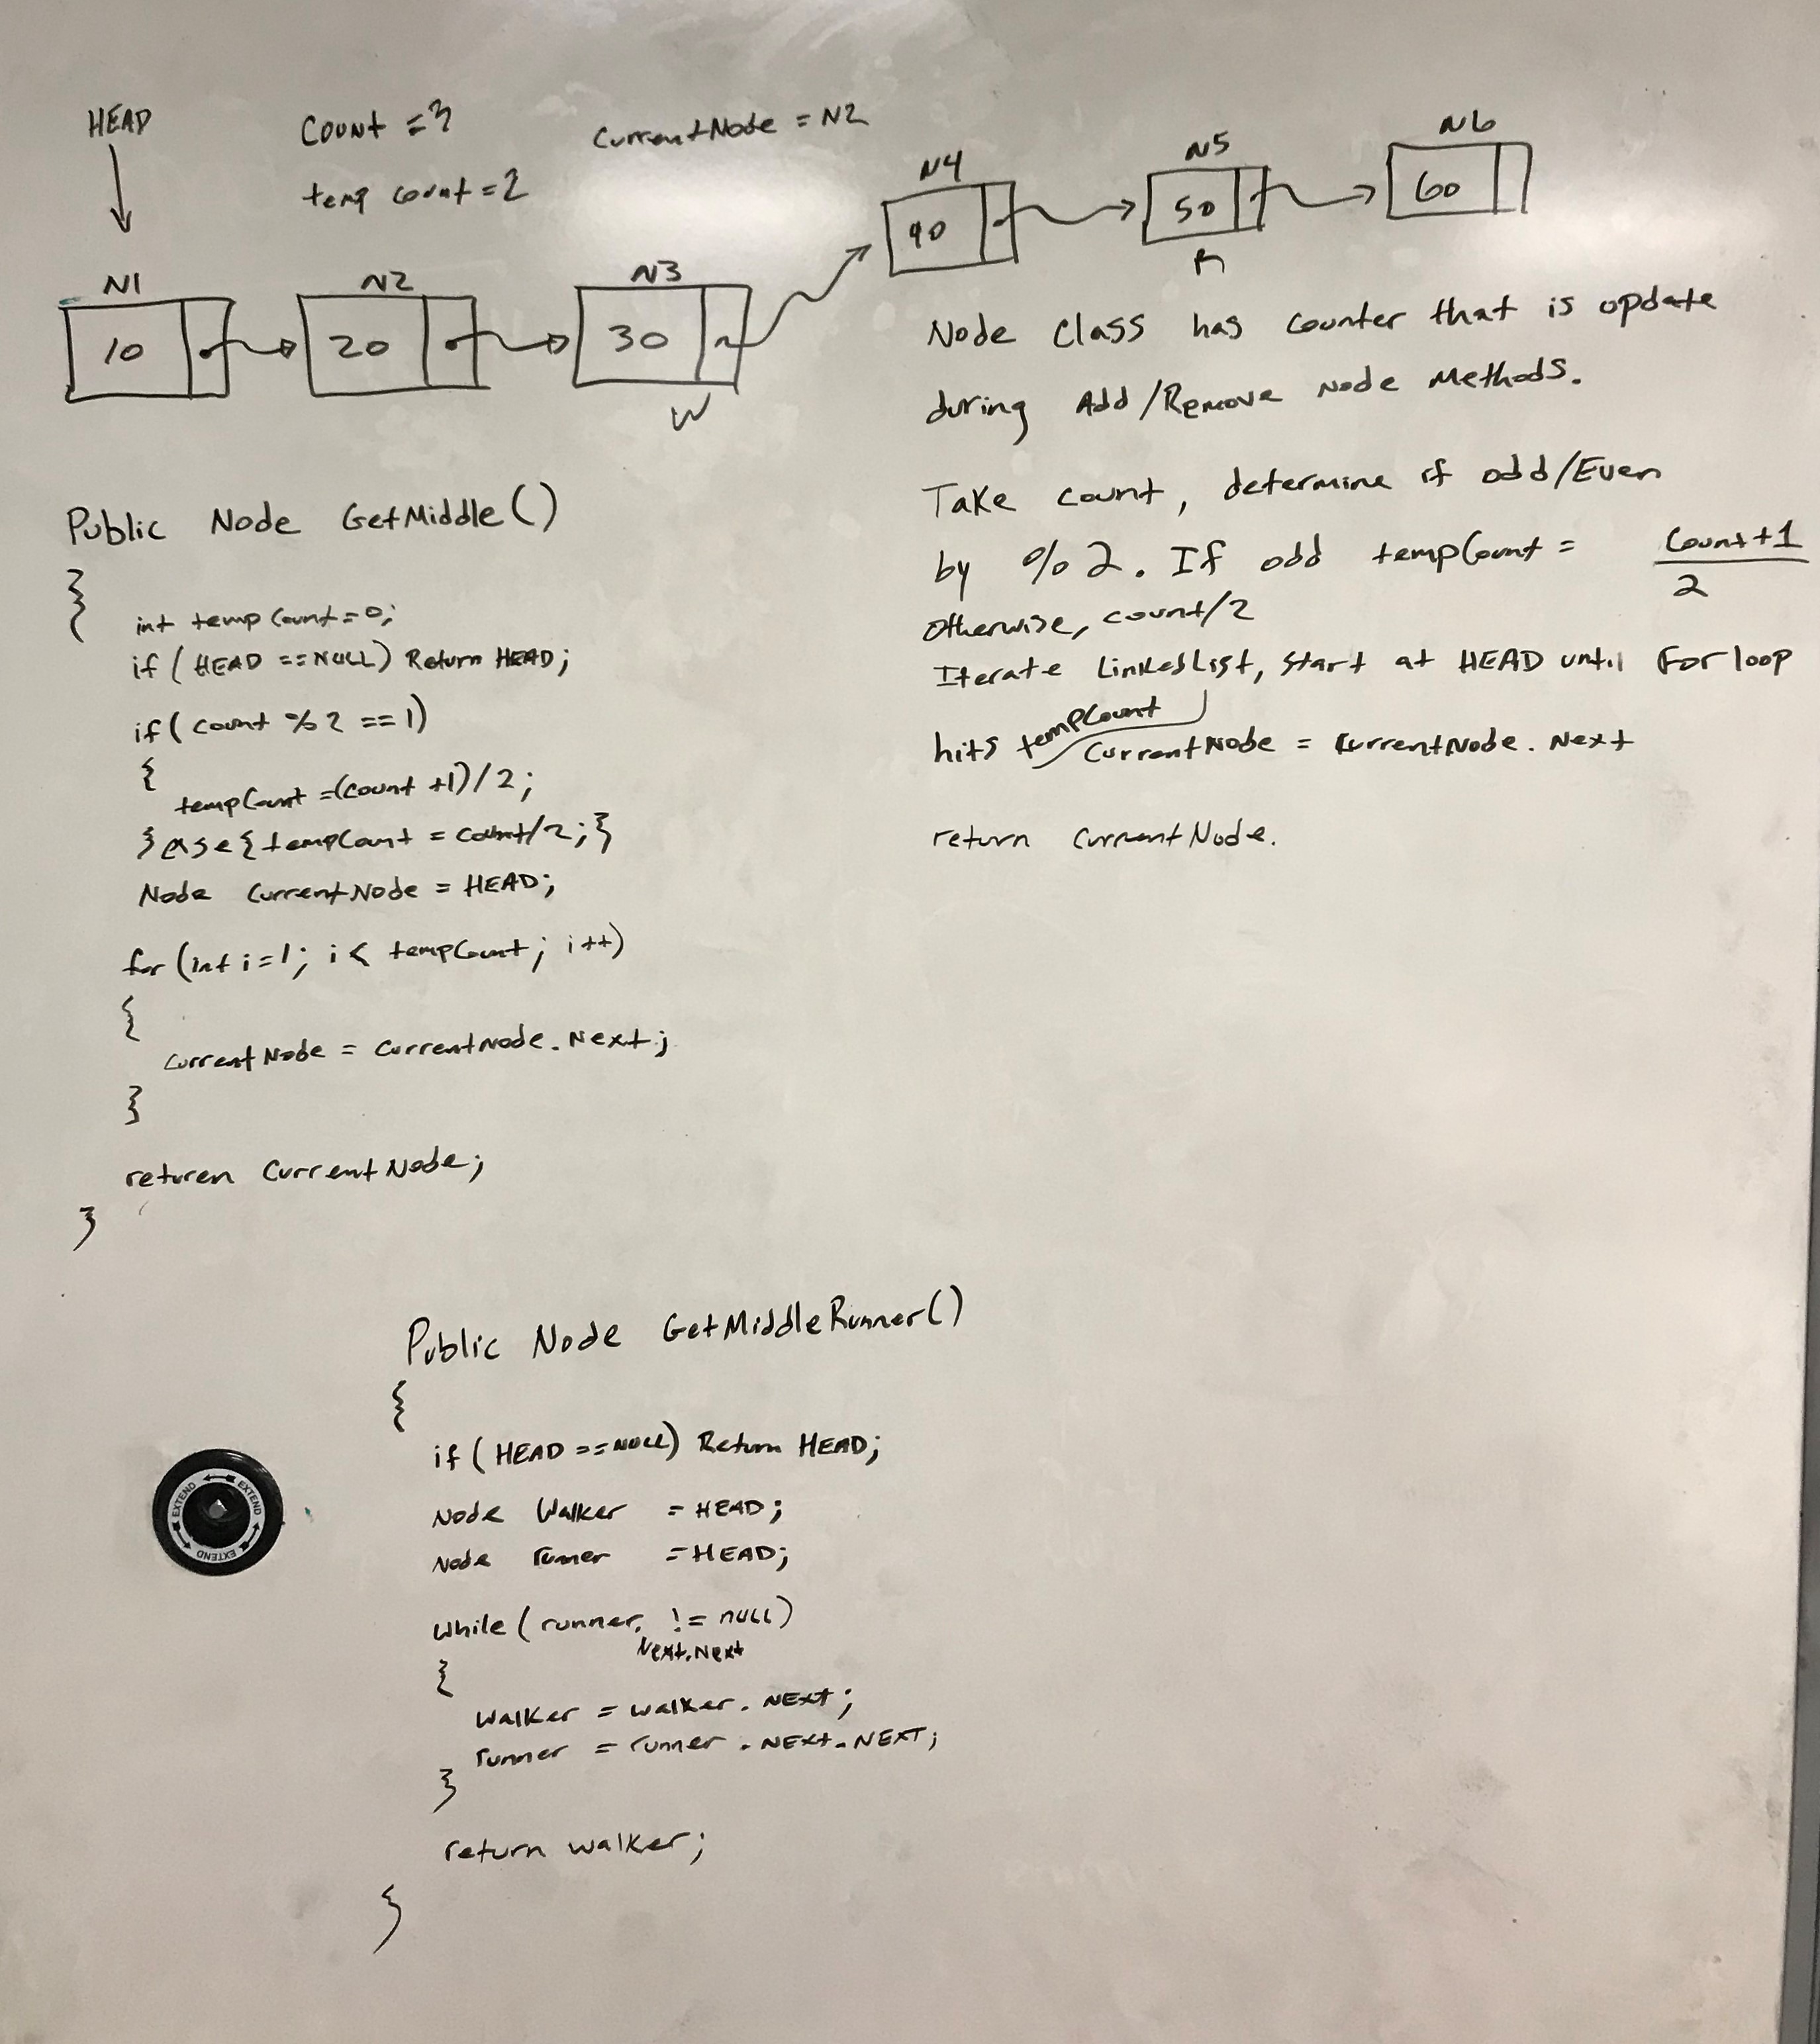 HEAD
Count = 3
CurrentNode = N2
temp count = 2
N1
N2
N3
N4
N5
N6
10
20
30
40
50
60
W
R
Node Class has counter that is update
during Add/Remove Node Methods.
Take count, determine if odd/Even
by % 2. If odd tempCount = Count+1
2
Otherwise, count/2
Iterate LinkedList, start at HEAD until For loop
hits tempCount
CurrentNode = CurrentNode.Next
return CurrentNode.
Public Node GetMiddle()
{
int tempCount=0;
if (HEAD ==NULL) Return HEAD;
if (count % 2 == 1)
{
tempCount =(count +1)/2;
}else{tempCount = count/2;}
Node CurrentNode = HEAD;
for (int i=1; i < tempCount; i++)
{
CurrentNode = CurrentNode.Next;
}
returen CurrentNode;
}
Public Node GetMiddleRunner()
{
if (HEAD ==NULL) Return HEAD;
Node Walker = HEAD;
Node runner = HEAD;
while (runner. != null)
Next.Next
{
Walker = walker.NExt;
runner = runner.NExt.NEXT;
}
return walker;
}
EXTEND EXTEND EXTEND